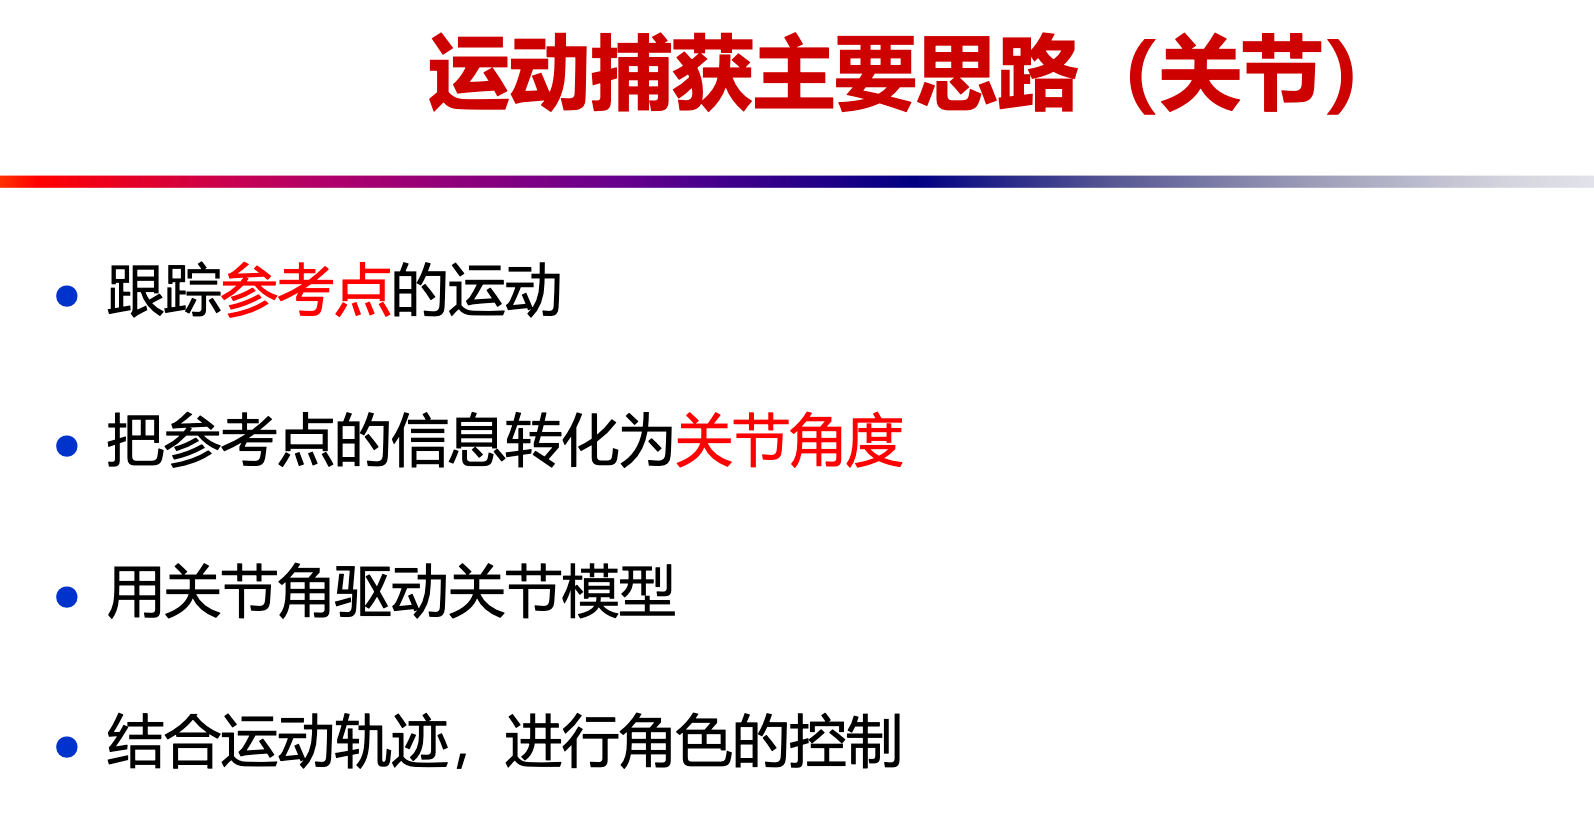 运动捕获主要思路（关节）
跟踪参考点的运动
把参考点的信息转化为关节角度
用关节角驱动关节模型
结合运动轨迹，进行角色的控制